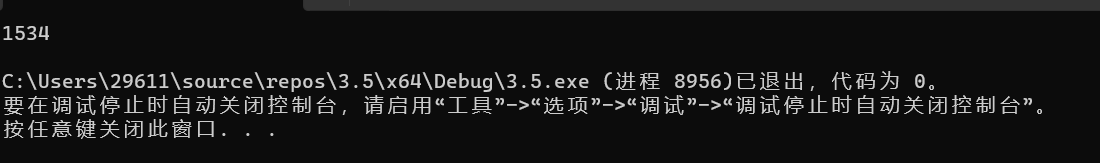 1534
C:\Users\29611\source\repos\3.5\x64\Debug\3.5.exe (进程 8956)已退出，代码为 0。
要在调试停止时自动关闭控制台，请启用“工具”->“选项”->“调试”->“调试停止时自动关闭控制台”。
按任意键关闭此窗口. . .